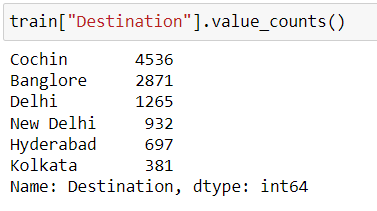 train["Destination"].value_counts()
Cochin 4536
Banglore 2871
Delhi 1265
New Delhi 932
Hyderabad 697
Kolkata 381
Name: Destination, dtype: int64